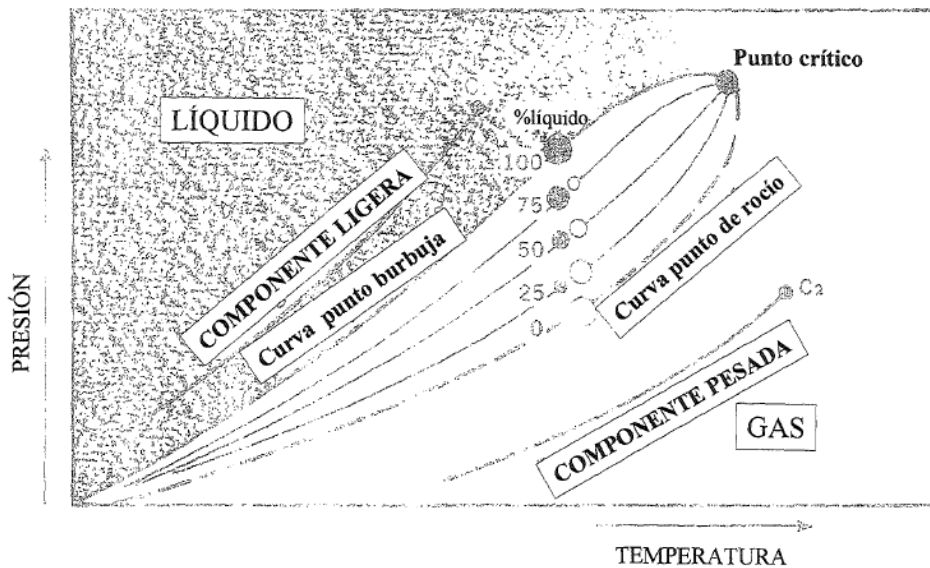 Punto crítico
C
%líquido
LÍQUIDO
100
75
50
25
0
COMPONENTE LIGERA
Curva punto burbuja
Curva punto de rocío
C2
COMPONENTE PESADA
GAS
PRESIÓN
TEMPERATURA